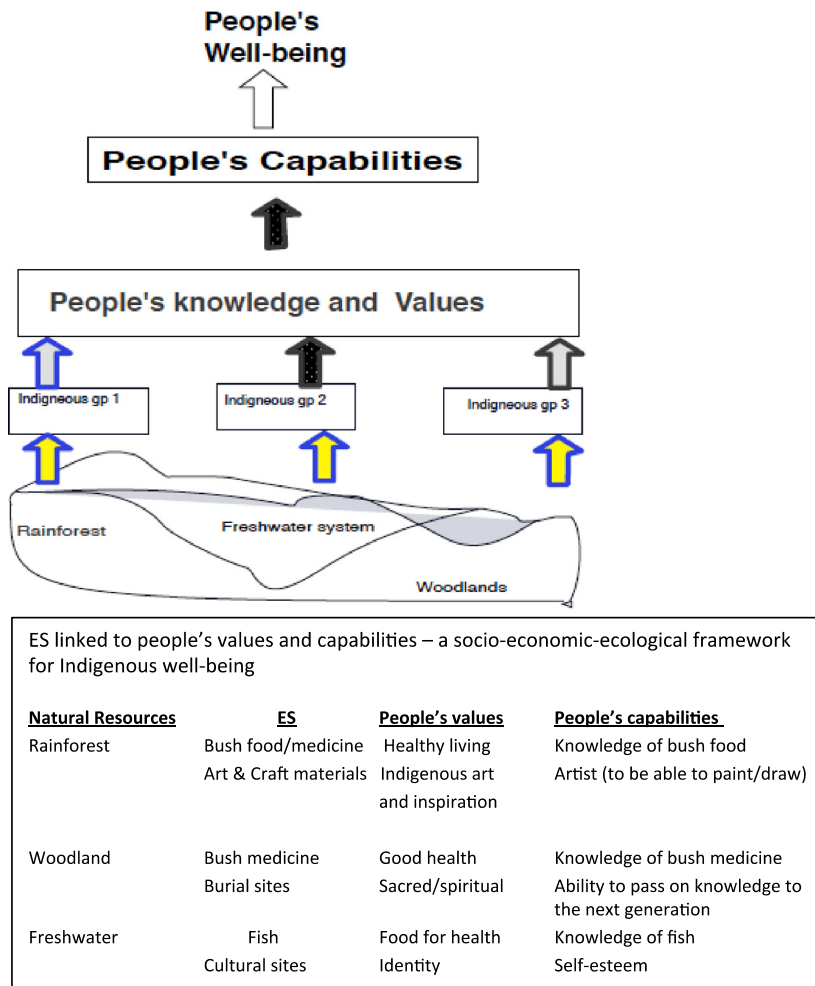 People's
Well-being
People's Capabilities
People's knowledge and Values
Indigneous gp 1
Indigneous gp 2
Indigneous gp 3
Rainforest
Freshwater system
Woodlands
ES linked to people’s values and capabilities – a socio-economic-ecological framework
for Indigenous well-being
Natural Resources ES People’s values People’s capabilities
Rainforest Bush food/medicine Healthy living Knowledge of bush food
Art & Craft materials Indigenous art Artist (to be able to paint/draw)
and inspiration
Woodland Bush medicine Good health Knowledge of bush medicine
Burial sites Sacred/spiritual Ability to pass on knowledge to
the next generation
Freshwater Fish Food for health Knowledge of fish
Cultural sites Identity Self-esteem